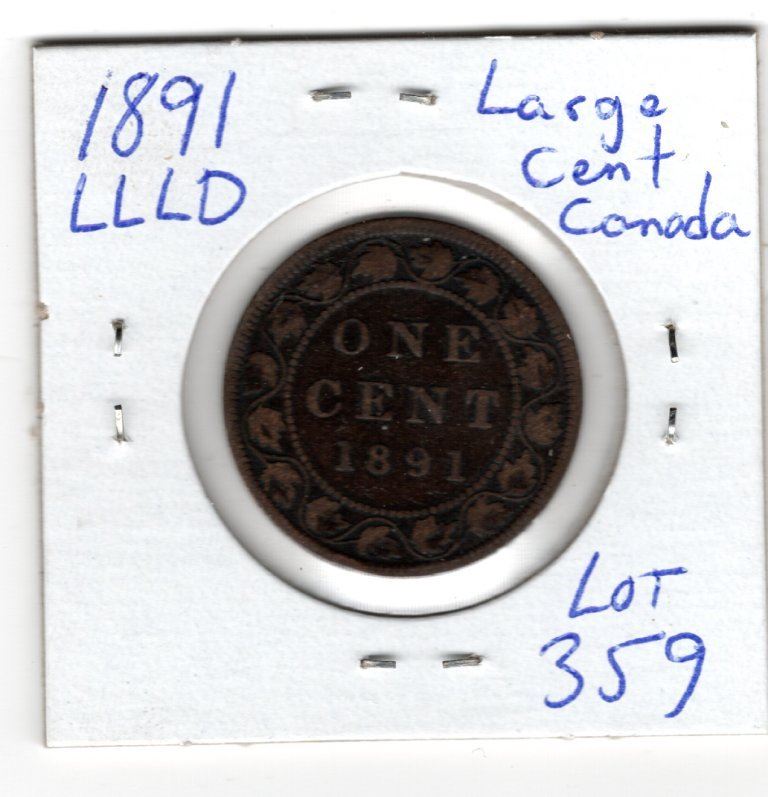 1891
LLLD
Large
Cent
Canada
ONE
CENT
1891
LOT
359